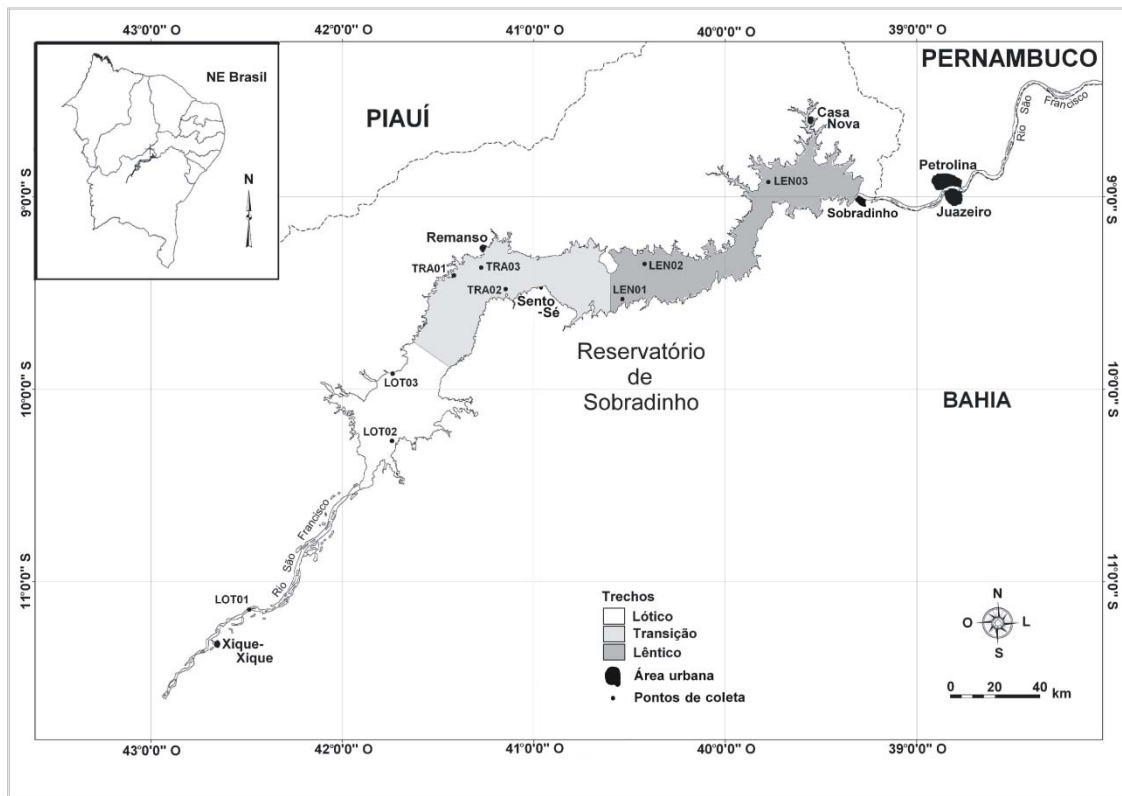 43°0'0" O 42°0'0" O 41°0'0" O 40°0'0" O 39°0'0" O
NE Brasil
N
PIAUÍ
PERNAMBUCO
Rio São Francisco
Casa
Nova
Petrolina
LEN03
9°0'0" S
9°0'0" S
Sobradinho
Juazeiro
Remanso
TRA01
TRA03
LEN02
TRA02
LEN01
Sento
-Sé
Reservatório
de
Sobradinho
LOT03
10°0'0" S
10°0'0" S
BAHIA
LOT02
Rio São Francisco
11°0'0" S
11°0'0" S
LOT01
Xique-
Xique
Trechos
Lótico
Transição
Lêntico
Área urbana
Pontos de coleta
N
O L
S
0 20 40
km
43°0'0" O 42°0'0" O 41°0'0" O 40°0'0" O 39°0'0" O